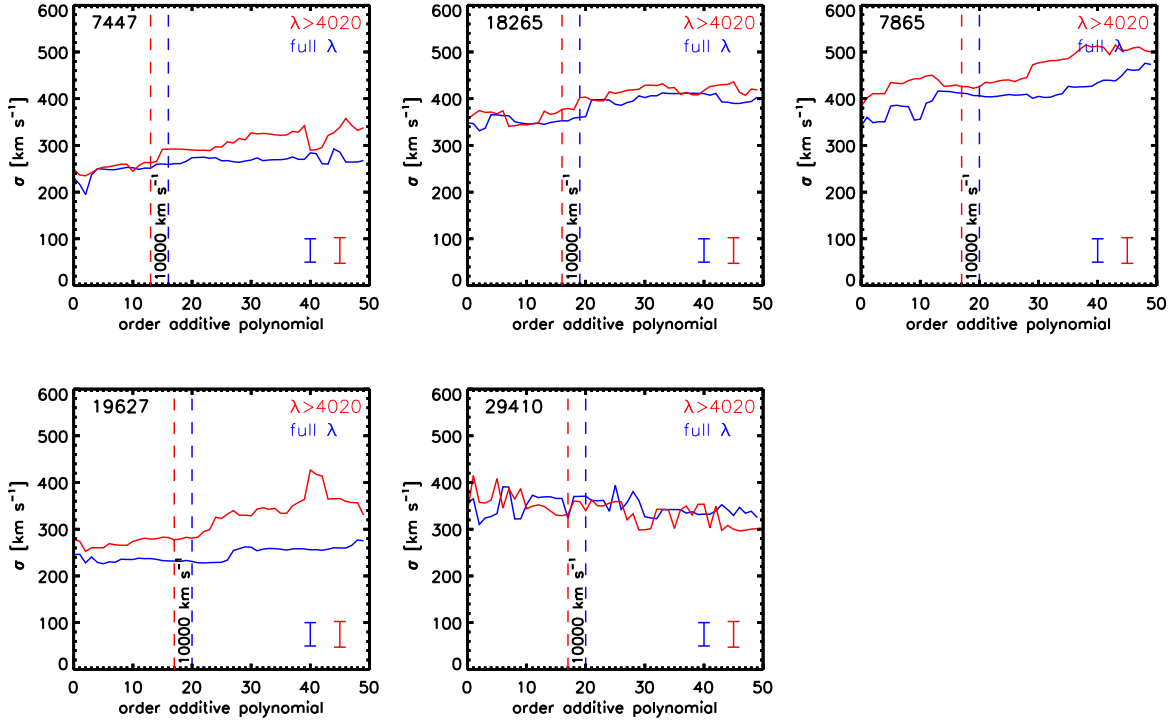 7447
λ>4020
full λ
600
500
400
300
200
100
0
σ [km s⁻¹]
10000 km s⁻¹
0 10 20 30 40 50
order additive polynomial
18265
λ>4020
full λ
600
500
400
300
200
100
0
σ [km s⁻¹]
10000 km s⁻¹
0 10 20 30 40 50
order additive polynomial
7865
λ>4020
full λ
600
500
400
300
200
100
0
σ [km s⁻¹]
10000 km s⁻¹
0 10 20 30 40 50
order additive polynomial
19627
λ>4020
full λ
600
500
400
300
200
100
0
σ [km s⁻¹]
10000 km s⁻¹
0 10 20 30 40 50
order additive polynomial
29410
λ>4020
full λ
600
500
400
300
200
100
0
σ [km s⁻¹]
10000 km s⁻¹
0 10 20 30 40 50
order additive polynomial